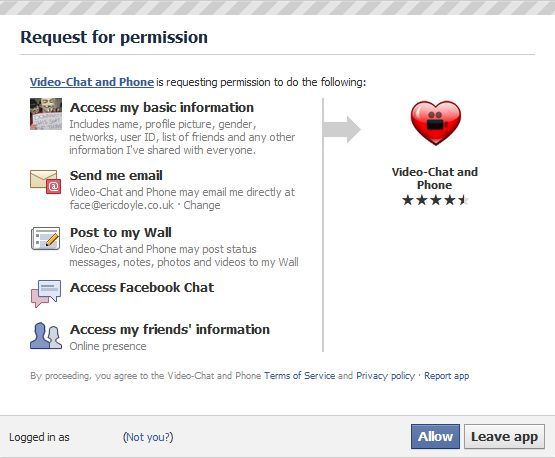 Request for permission
Video-Chat and Phone is requesting permission to do the following:
Access my basic information
Includes name, profile picture, gender,
networks, user ID, list of friends and any other
information I've shared with everyone.
Send me email
Video-Chat and Phone may email me directly at
face@ericdoyle.co.uk · Change
Post to my Wall
Video-Chat and Phone may post status
messages, notes, photos and videos to my Wall
Access Facebook Chat
Access my friends' information
Online presence
Video-Chat and
Phone
By proceeding, you agree to the Video-Chat and Phone Terms of Service and Privacy policy · Report app
Logged in as (Not you?)
Allow
Leave app